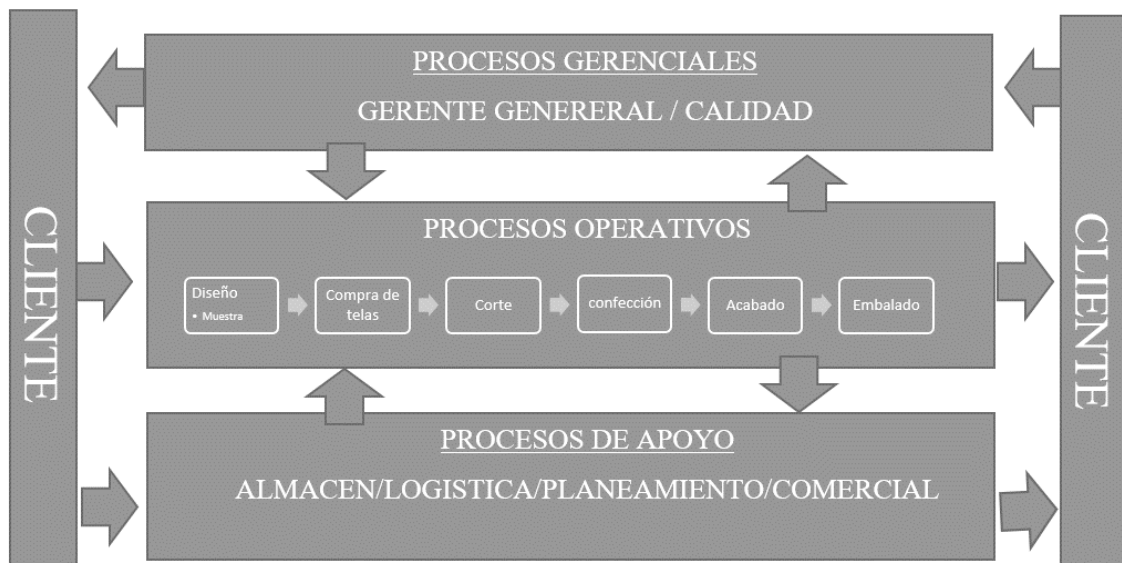 CLIENTE
PROCESOS GERENCIALES
GERENTE GENERERAL / CALIDAD
PROCESOS OPERATIVOS
Diseño
• Muestra
Compra de
telas
Corte
confección
Acabado
Embalado
PROCESOS DE APOYO
ALMACEN/LOGISTICA/PLANEAMIENTO/COMERCIAL
CLIENTE